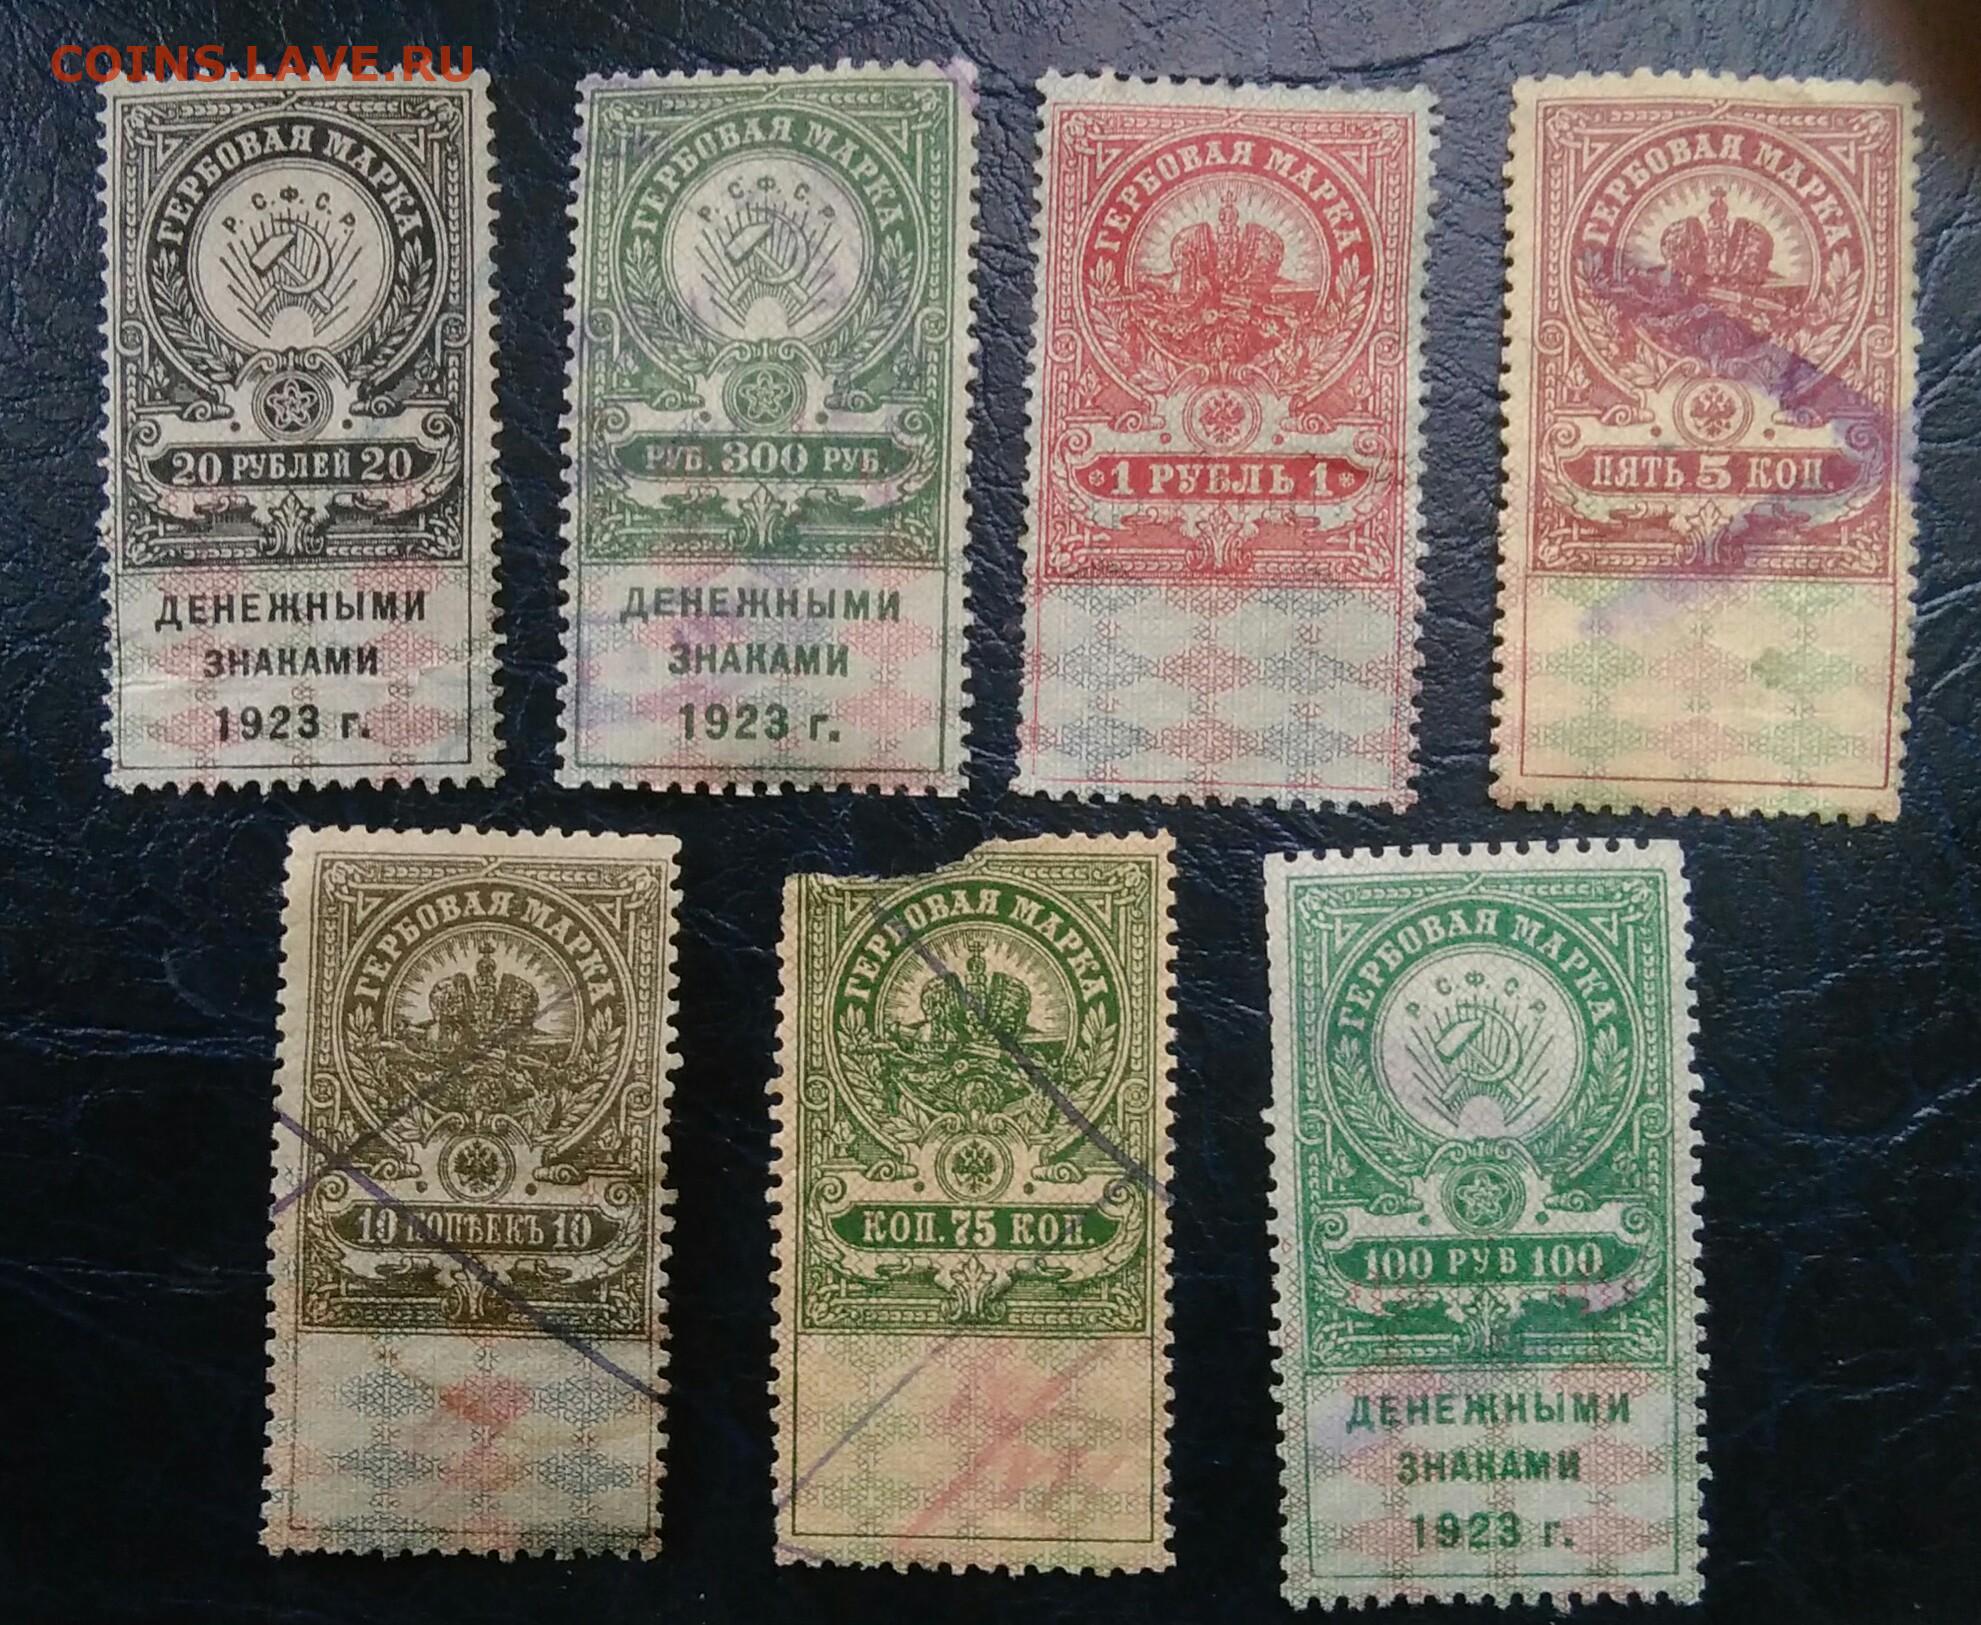 COINS.LAVE.RU
ГЕРБОВАЯ МАРКА
Р.С.Ф.С.Р.
20 РУБЛЕЙ 20
ДЕНЕЖНЫМИ
ЗНАКАМИ
1923 г.
ГЕРБОВАЯ МАРКА
Р.С.Ф.С.Р.
РУБ. 300 РУБ.
ДЕНЕЖНЫМИ
ЗНАКАМИ
1923 г.
ГЕРБОВАЯ МАРКА
1 РУБЛЬ 1
ГЕРБОВАЯ МАРКА
ПЯТЬ 5 КОП.
ГЕРБОВАЯ МАРКА
10 КОПѢЕКЪ 10
ГЕРБОВАЯ МАРКА
КОП. 75 КОП.
ГЕРБОВАЯ МАРКА
Р.С.Ф.С.Р.
100 РУБ 100
ДЕНЕЖНЫМИ
ЗНАКАМИ
1923 г.